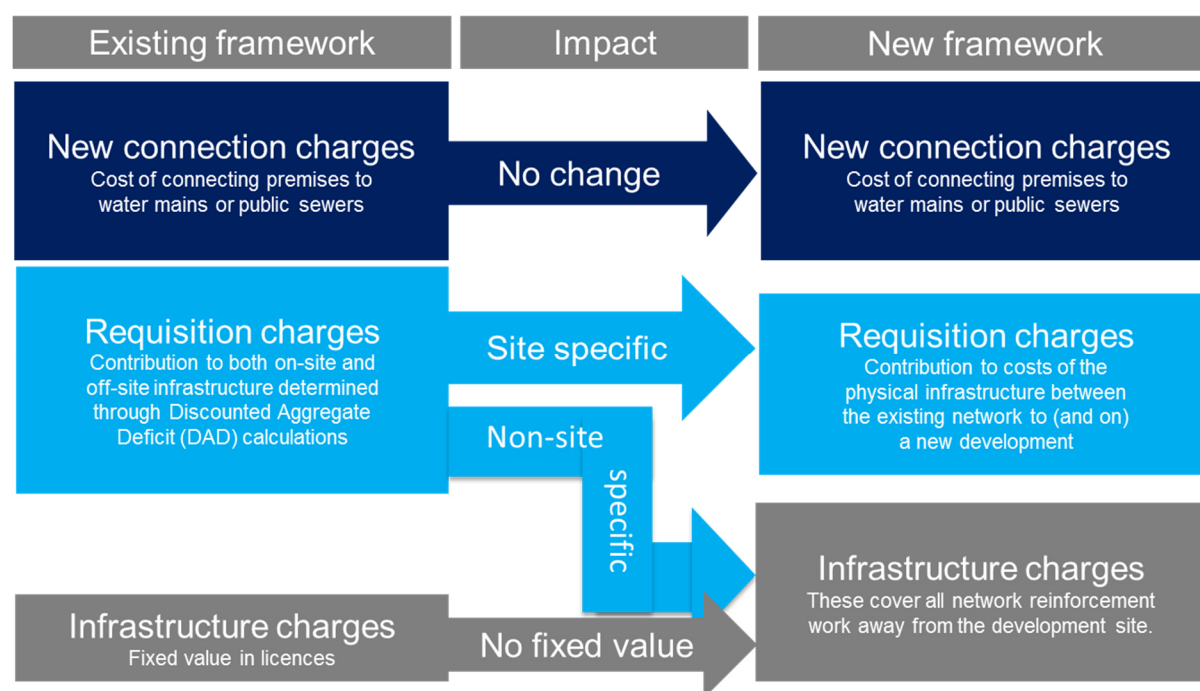 Existing framework
Impact
New framework
New connection charges
Cost of connecting premises to
water mains or public sewers
No change
New connection charges
Cost of connecting premises to
water mains or public sewers
Requisition charges
Contribution to both on-site and
off-site infrastructure determined
through Discounted Aggregate
Deficit (DAD) calculations
Site specific
Non-site
specific
Requisition charges
Contribution to costs of the
physical infrastructure between
the existing network to (and on)
a new development
Infrastructure charges
Fixed value in licences
No fixed value
Infrastructure charges
These cover all network reinforcement
work away from the development site.